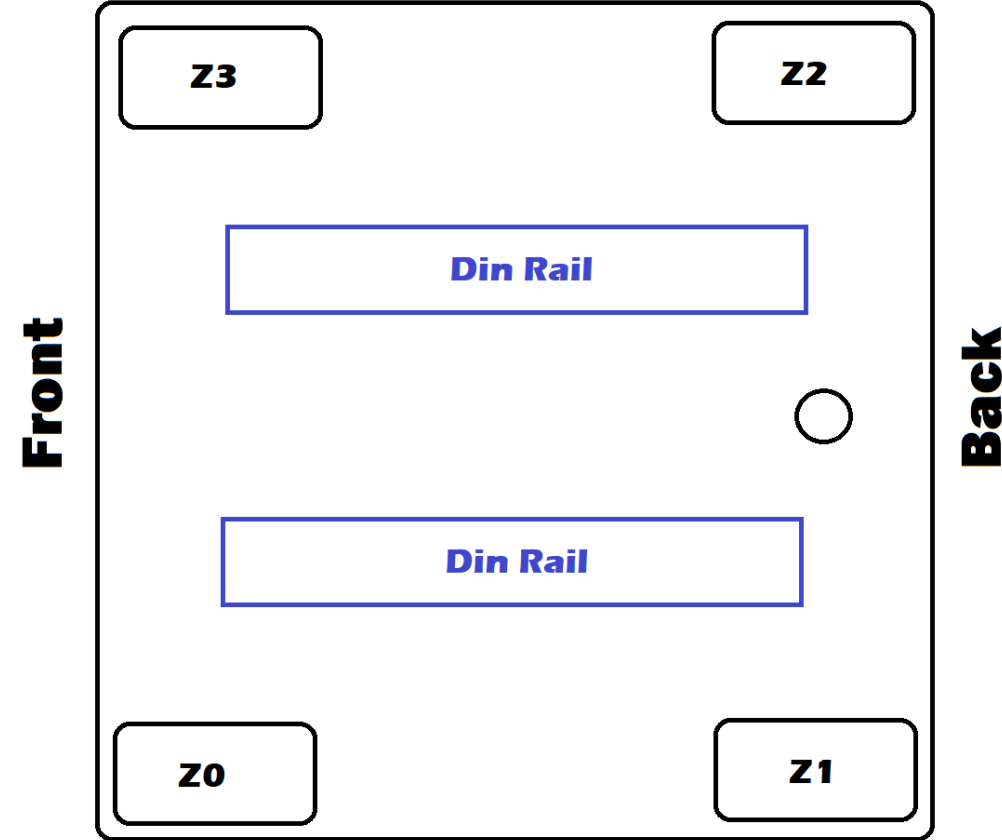 Z3
Z2
Din Rail
Front
Back
Din Rail
Z0
Z1